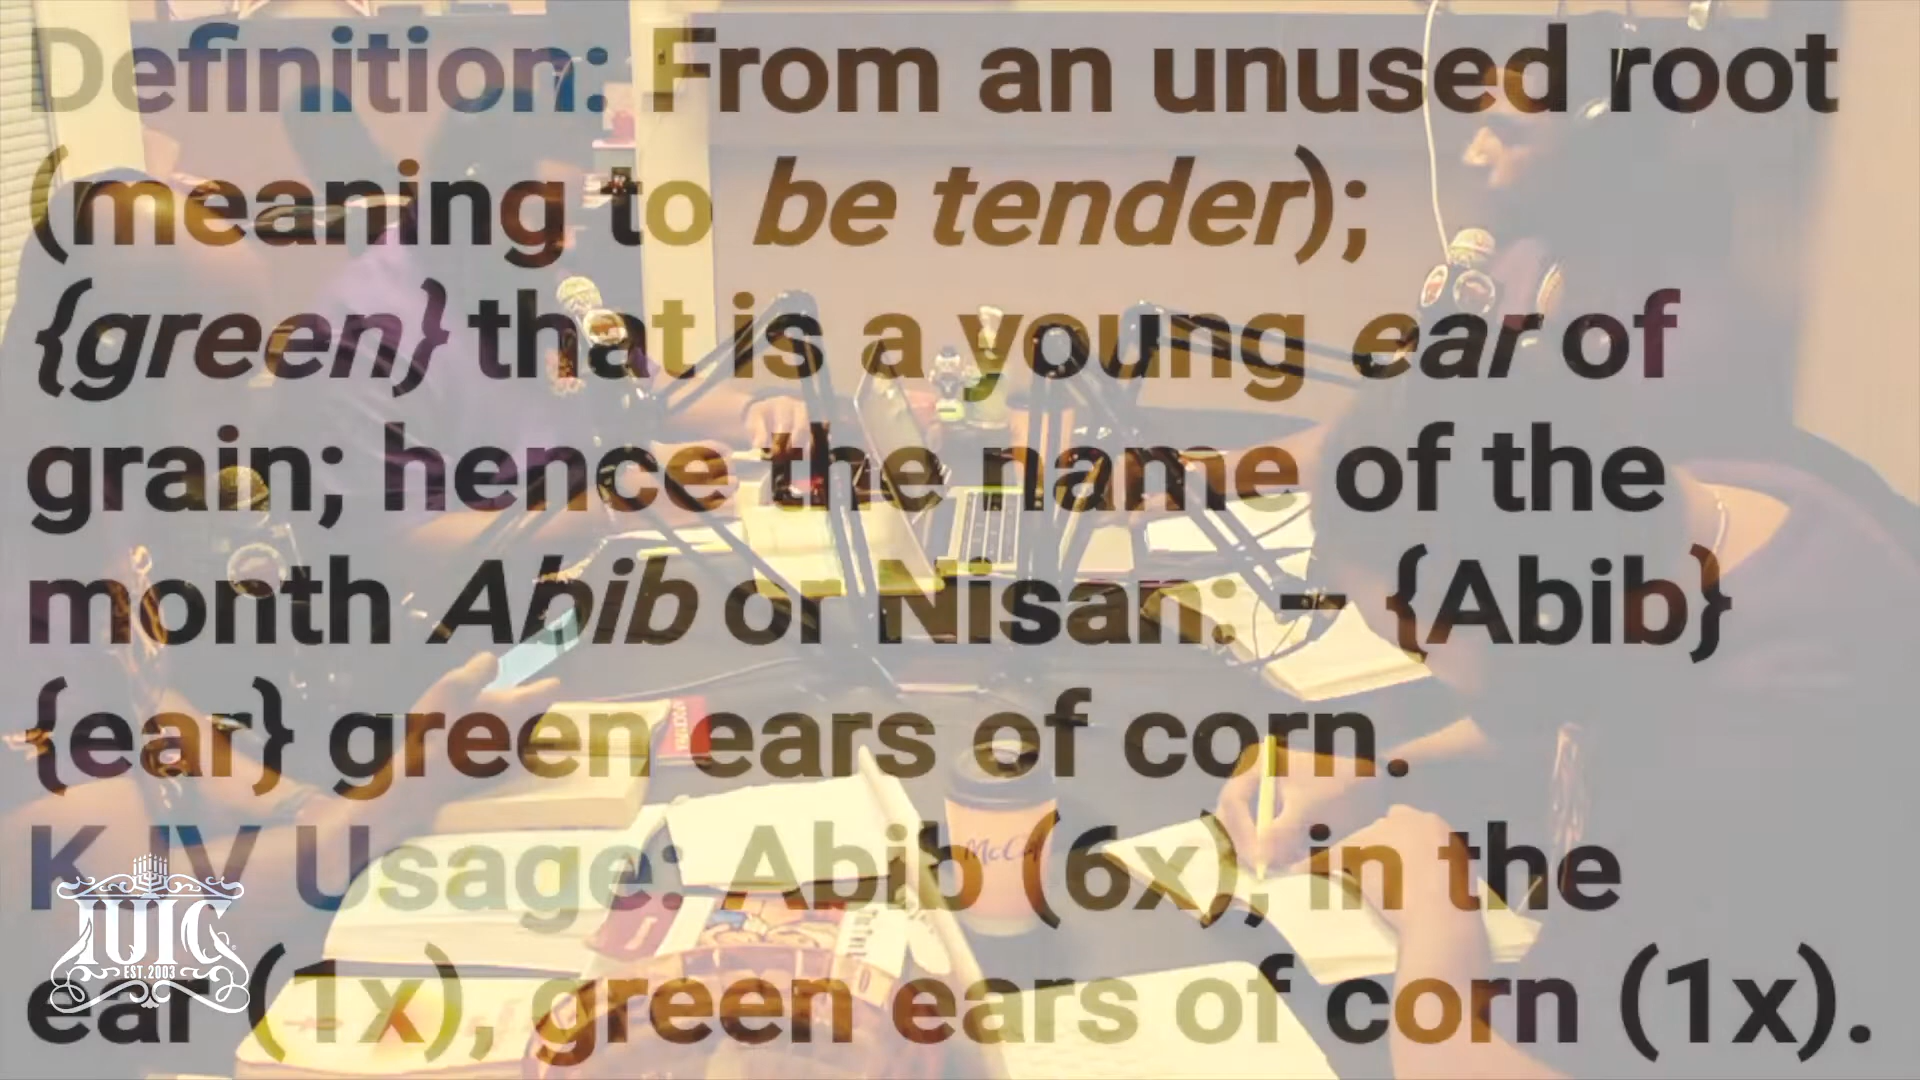 Definition: From an unused root
(meaning to be tender);
{green} that is a young ear of
grain; hence the name of the
month Abib or Nisan: – {Abib}
{ear} green ears of corn.
KJV Usage: Abib (6x), in the
ear (1x), green ears of corn (1x).
IUIC
EST. 2003
McCafé